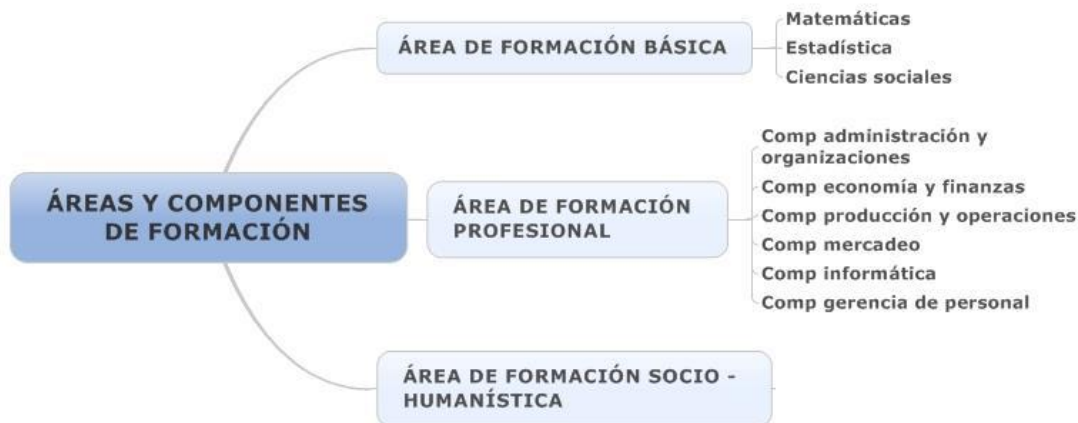 ÁREAS Y COMPONENTES
DE FORMACIÓN
ÁREA DE FORMACIÓN BÁSICA
Matemáticas
Estadística
Ciencias sociales
ÁREA DE FORMACIÓN
PROFESIONAL
Comp administración y
organizaciones
Comp economía y finanzas
Comp producción y operaciones
Comp mercadeo
Comp informática
Comp gerencia de personal
ÁREA DE FORMACIÓN SOCIO -
HUMANÍSTICA